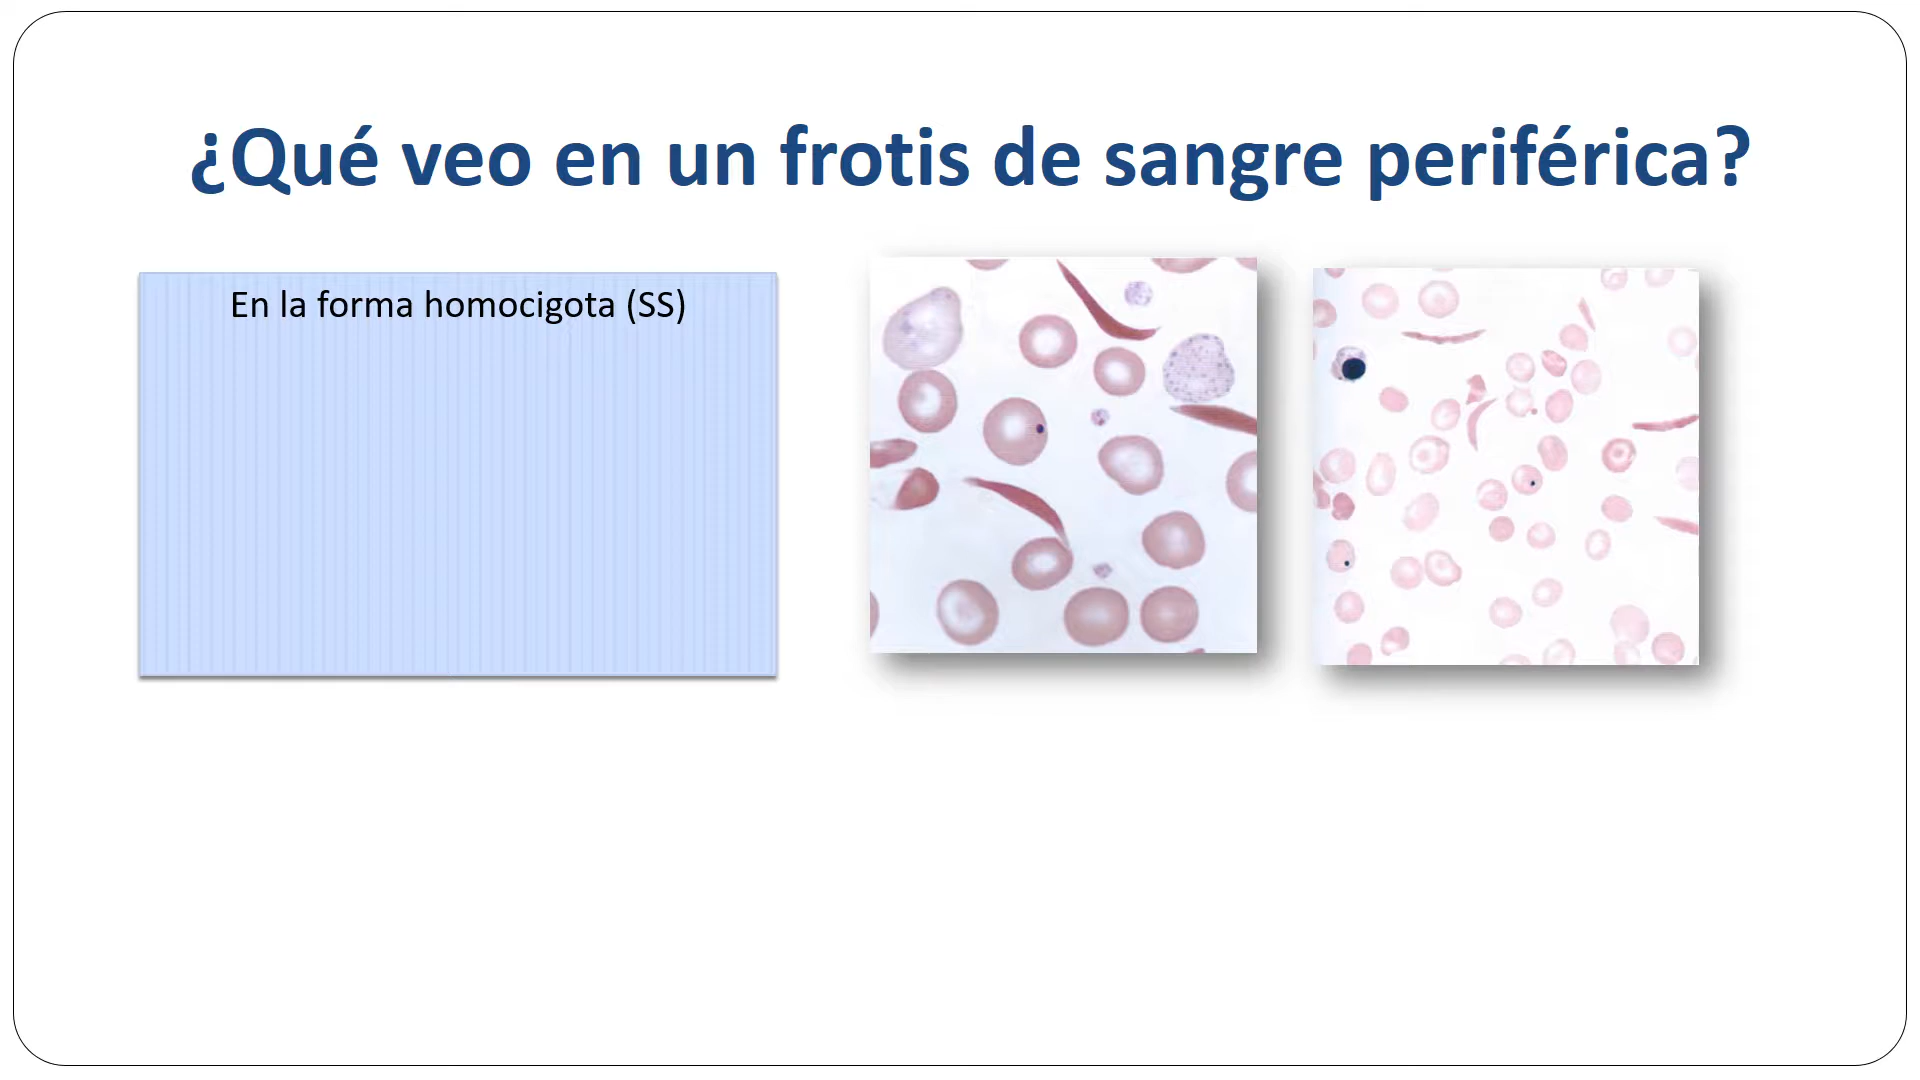 ¿Qué veo en un frotis de sangre periférica?
En la forma homocigota (SS)